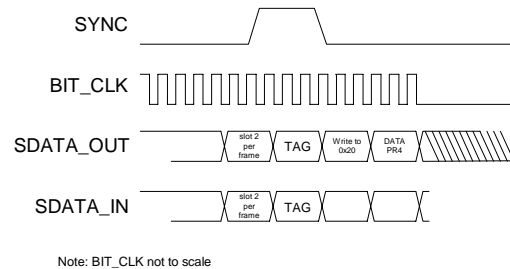 SYNC
BIT_CLK
SDATA_OUT
slot 2
per
frame
TAG
Write to
0x20
DATA
PR4
SDATA_IN
slot 2
per
frame
TAG
Note: BIT_CLK not to scale